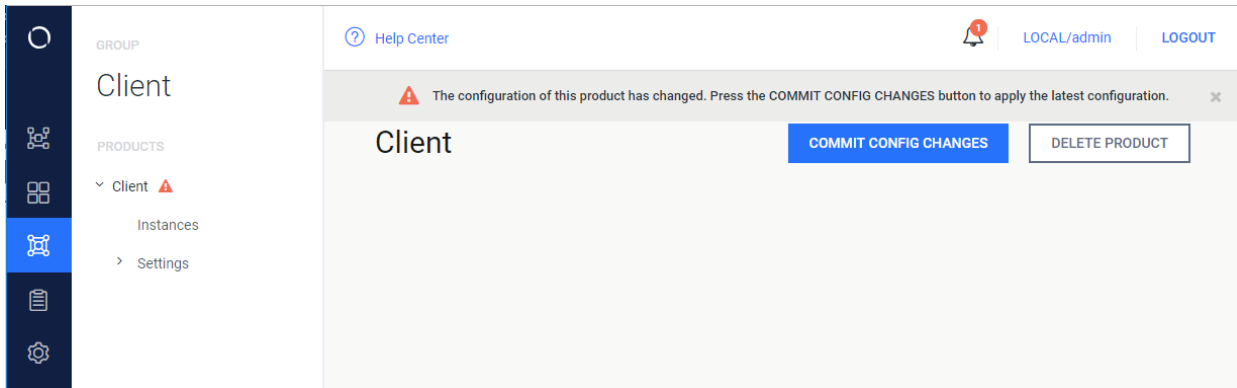 GROUP
Client
PRODUCTS
Client
Instances
Settings
Help Center
1
LOCAL/admin
LOGOUT
The configuration of this product has changed. Press the COMMIT CONFIG CHANGES button to apply the latest configuration.
Client
COMMIT CONFIG CHANGES
DELETE PRODUCT